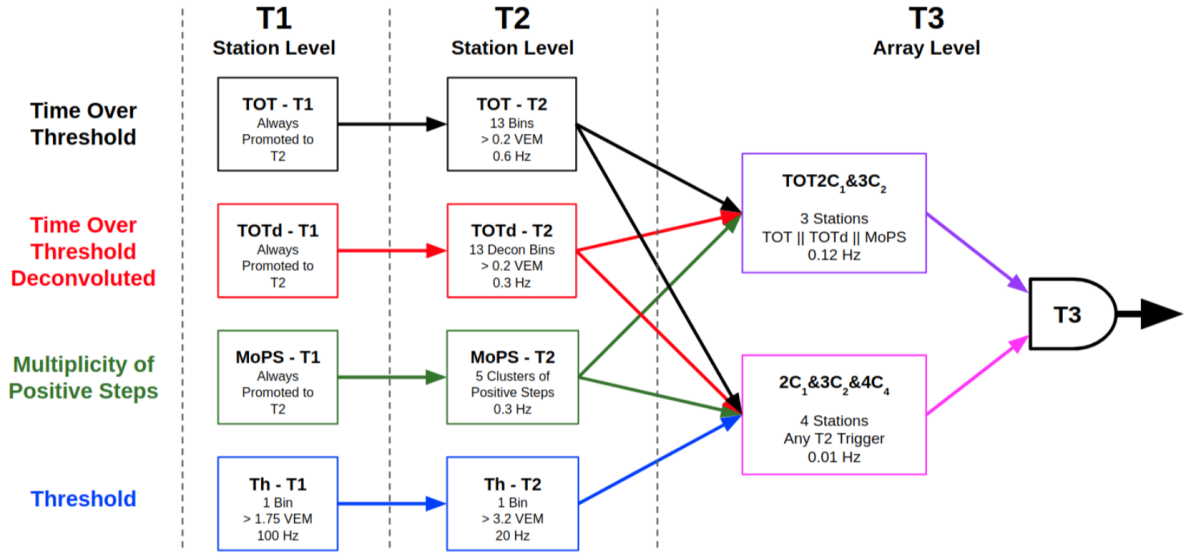 T1
Station Level
T2
Station Level
T3
Array Level
Time Over
Threshold
TOT - T1
Always
Promoted to
T2
TOT - T2
13 Bins
> 0.2 VEM
0.6 Hz
Time Over
Threshold
Deconvoluted
TOTd - T1
Always
Promoted to
T2
TOTd - T2
13 Decon Bins
> 0.2 VEM
0.3 Hz
Multiplicity of
Positive Steps
MoPS - T1
Always
Promoted to
T2
MoPS - T2
5 Clusters of
Positive Steps
0.3 Hz
Threshold
Th - T1
1 Bin
> 1.75 VEM
100 Hz
Th - T2
1 Bin
> 3.2 VEM
20 Hz
TOT2C₁&3C₂
3 Stations
TOT || TOTd || MoPS
0.12 Hz
2C₁&3C₂&4C₄
4 Stations
Any T2 Trigger
0.01 Hz
T3